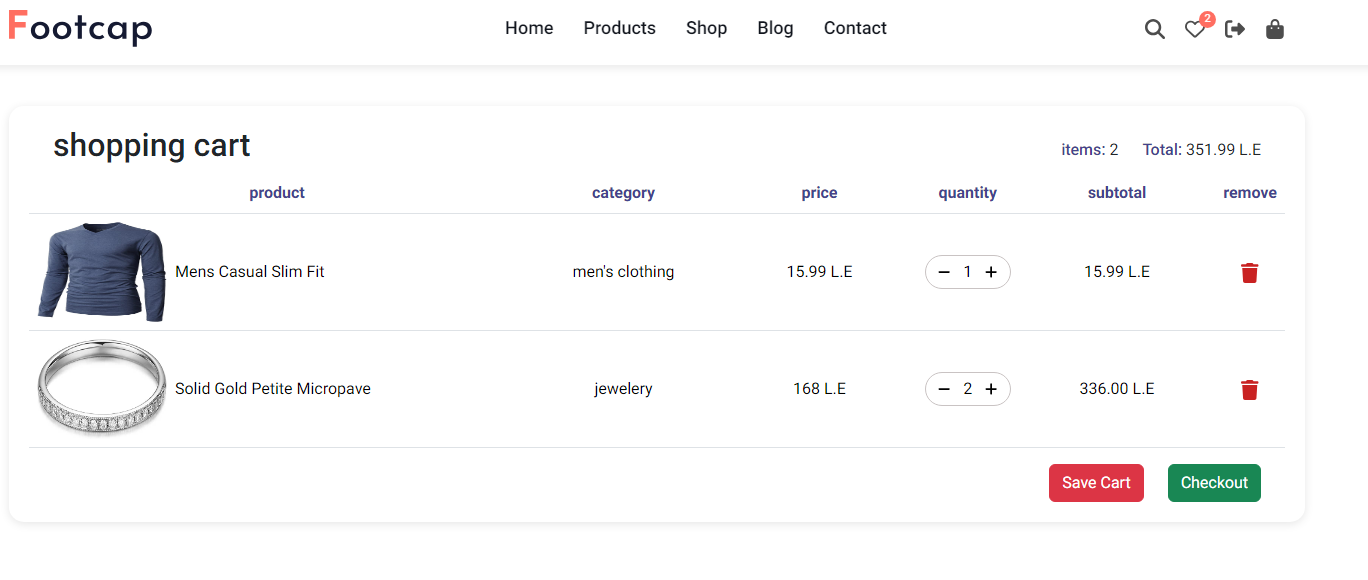 Footcap Home Products Shop Blog Contact 2
shopping cart items: 2 Total: 351.99 L.E
product category price quantity subtotal remove
Mens Casual Slim Fit men's clothing 15.99 L.E − 1 + 15.99 L.E
Solid Gold Petite Micropave jewelery 168 L.E − 2 + 336.00 L.E
Save Cart Checkout